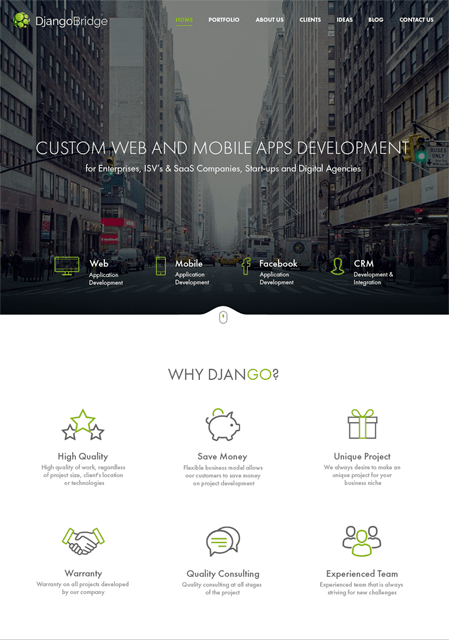 DjangoBridge
HOME PORTFOLIO ABOUT US CLIENTS IDEAS BLOG CONTACT US
CUSTOM WEB AND MOBILE APPS DEVELOPMENT
for Enterprises, ISV's & SaaS Companies, Start-ups and Digital Agencies
Web
Application
Development
Mobile
Application
Development
Facebook
Application
Development
CRM
Development &
Integration
WHY DJANGO?
High Quality
High quality of work, regardless
of project size, client's location
or technologies
Save Money
Flexible business model allows
our customers to save money
on project development
Unique Project
We always desire to make an
unique project for your
business niche
Warranty
Warranty on all projects developed
by our company
Quality Consulting
Quality consulting at all stages
of the project
Experienced Team
Experienced team that is always
striving for new challenges